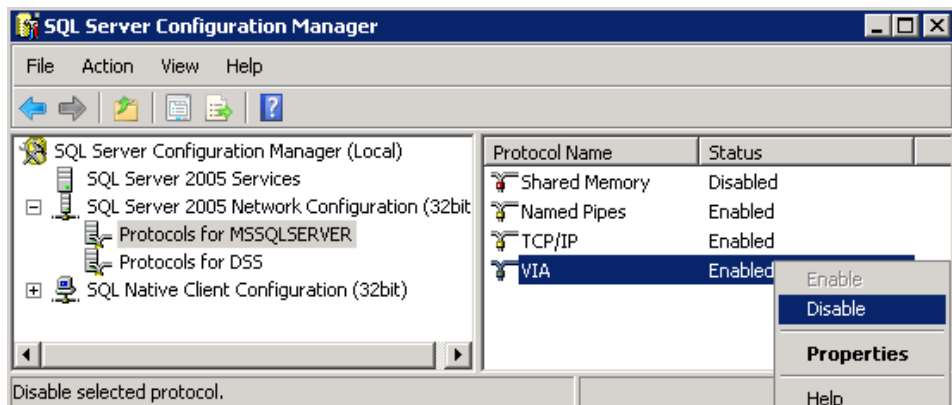 SQL Server Configuration Manager
File Action View Help
SQL Server Configuration Manager (Local)
SQL Server 2005 Services
SQL Server 2005 Network Configuration (32bit
Protocols for MSSQLSERVER
Protocols for DSS
SQL Native Client Configuration (32bit)
Protocol Name Status
Shared Memory Disabled
Named Pipes Enabled
TCP/IP Enabled
VIA Enabled
Enable
Disable
Properties
Help
Disable selected protocol.